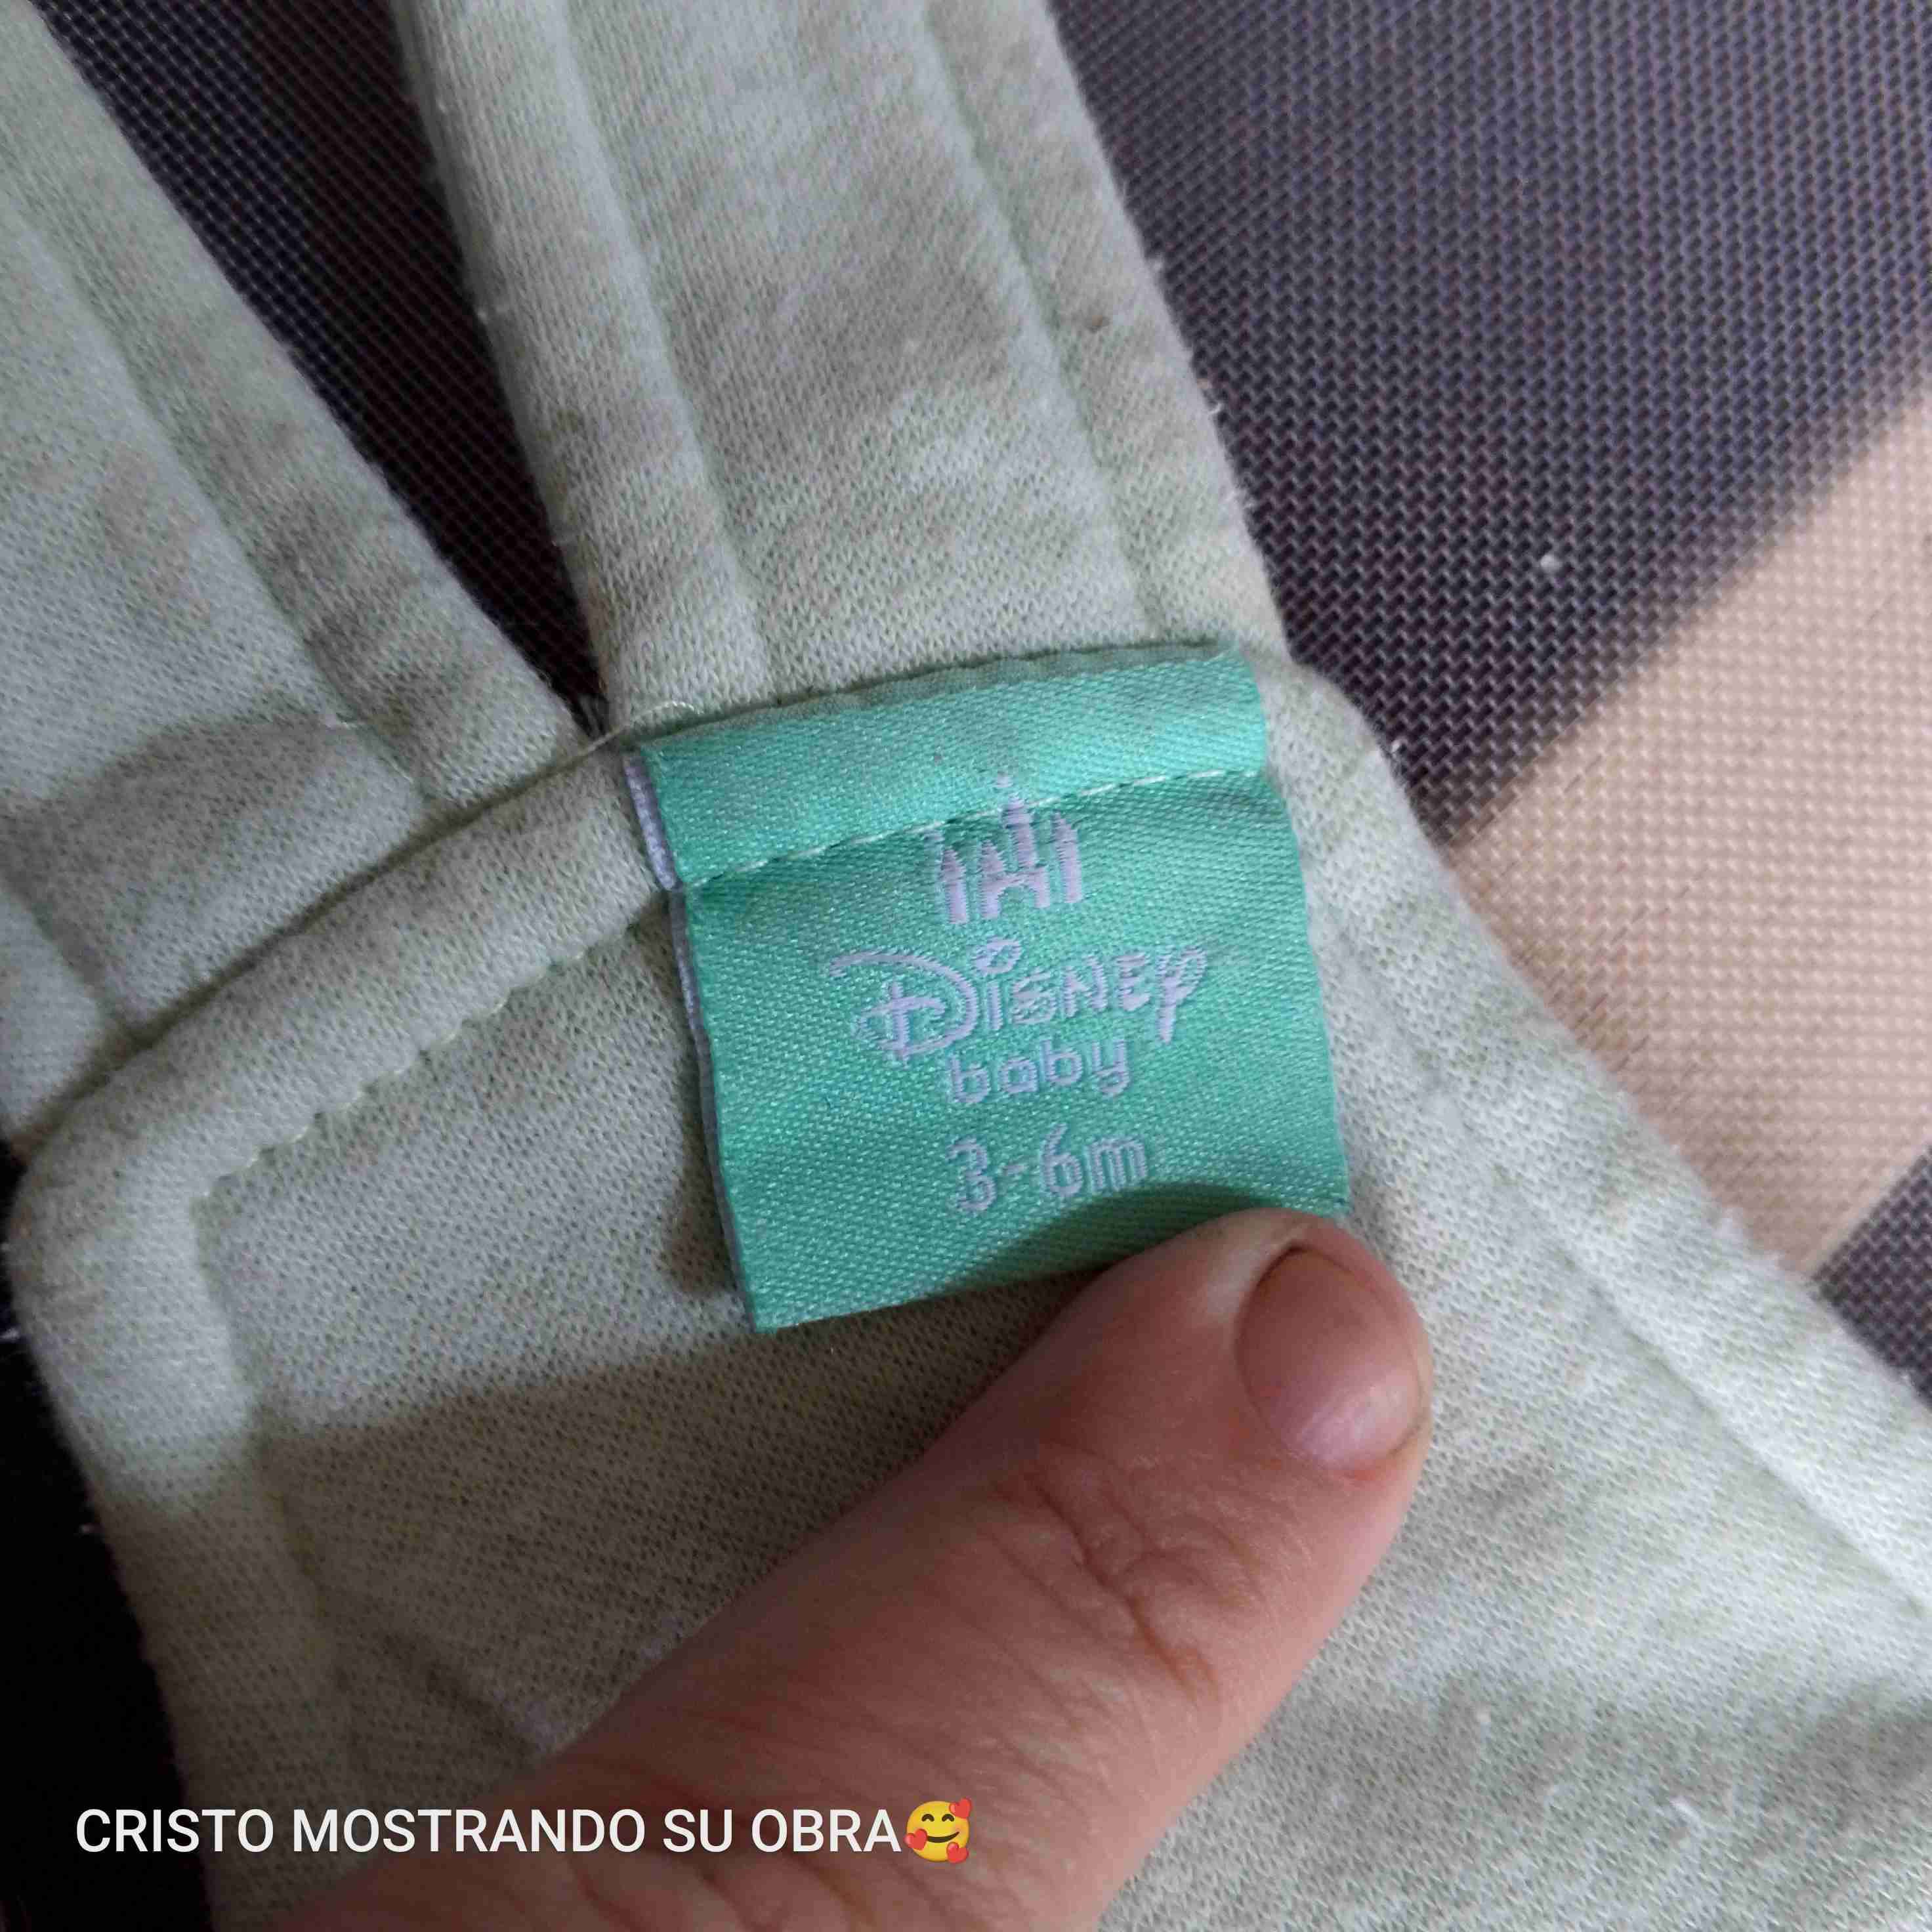 Disney
baby
3-6m
CRISTO MOSTRANDO SU OBRA🥰